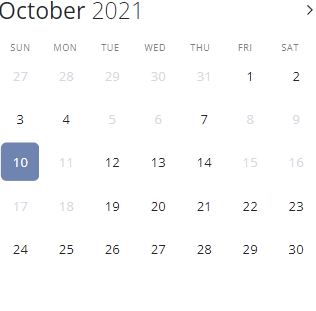 October 2021
SUN MON TUE WED THU FRI SAT
27 28 29 30 31 1 2
3 4 5 6 7 8 9
10 11 12 13 14 15 16
17 18 19 20 21 22 23
24 25 26 27 28 29 30